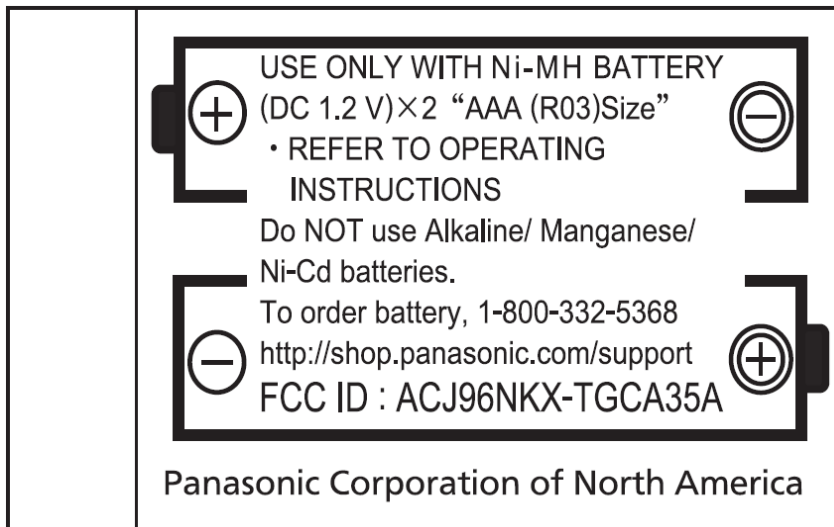 USE ONLY WITH Ni-MH BATTERY
(DC 1.2 V)×2 “AAA (R03)Size”
・REFER TO OPERATING
INSTRUCTIONS
Do NOT use Alkaline/ Manganese/
Ni-Cd batteries.
To order battery, 1-800-332-5368
http://shop.panasonic.com/support
FCC ID : ACJ96NKX-TGCA35A
Panasonic Corporation of North America